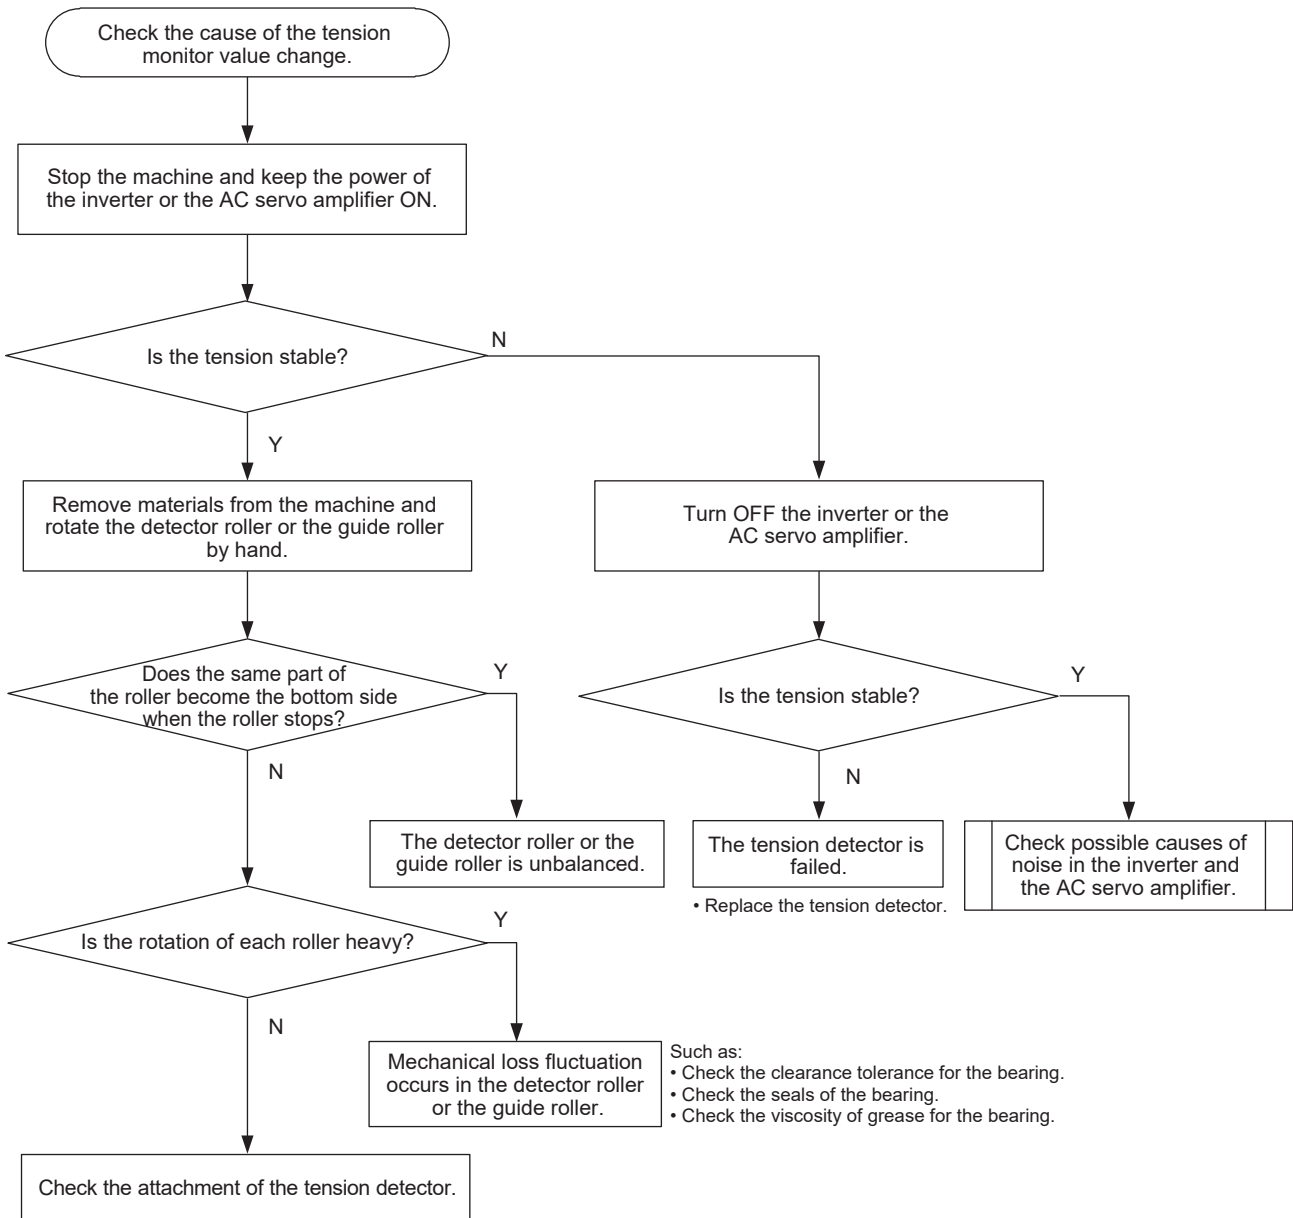 Check the cause of the tension
monitor value change.
Stop the machine and keep the power of
the inverter or the AC servo amplifier ON.
Is the tension stable?
N
Y
Remove materials from the machine and
rotate the detector roller or the guide roller
by hand.
Turn OFF the inverter or the
AC servo amplifier.
Does the same part of
the roller become the bottom side
when the roller stops?
Y
N
Is the tension stable?
Y
N
The detector roller or the
guide roller is unbalanced.
The tension detector is
failed.
• Replace the tension detector.
Check possible causes of
noise in the inverter and
the AC servo amplifier.
Is the rotation of each roller heavy?
Y
N
Mechanical loss fluctuation
occurs in the detector roller
or the guide roller.
Such as:
• Check the clearance tolerance for the bearing.
• Check the seals of the bearing.
• Check the viscosity of grease for the bearing.
Check the attachment of the tension detector.